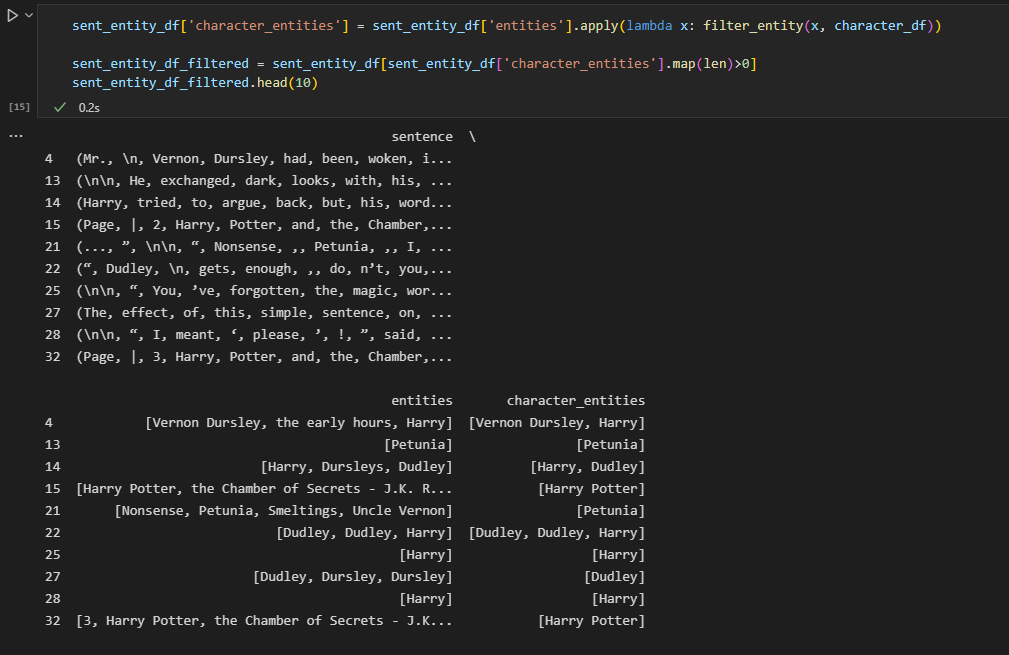 sent_entity_df['character_entities'] = sent_entity_df['entities'].apply(lambda x: filter_entity(x, character_df))
sent_entity_df_filtered = sent_entity_df[sent_entity_df['character_entities'].map(len)>0]
sent_entity_df_filtered.head(10)
[15] ✓ 0.2s
...
sentence \
4 (Mr., \n, Vernon, Dursley, had, been, woken, i...
13 (\n\n, He, exchanged, dark, looks, with, his, ...
14 (Harry, tried, to, argue, back, but, his, word...
15 (Page, |, 2, Harry, Potter, and, the, Chamber,...
21 (..., ”, \n\n, “, Nonsense, ,, Petunia, ,, I, ...
22 (“, Dudley, \n, gets, enough, ,, do, n’t, you,...
25 (\n\n, “, You, ’ve, forgotten, the, magic, wor...
27 (The, effect, of, this, simple, sentence, on, ...
28 (\n\n, “, I, meant, ‘, please, ’, !, ”, said, ...
32 (Page, |, 3, Harry, Potter, and, the, Chamber,...
entities character_entities
4 [Vernon Dursley, the early hours, Harry] [Vernon Dursley, Harry]
13 [Petunia] [Petunia]
14 [Harry, Dursleys, Dudley] [Harry, Dudley]
15 [Harry Potter, the Chamber of Secrets - J.K. R... [Harry Potter]
21 [Nonsense, Petunia, Smeltings, Uncle Vernon] [Petunia]
22 [Dudley, Dudley, Harry] [Dudley, Dudley, Harry]
25 [Harry] [Harry]
27 [Dudley, Dursley, Dursley] [Dudley]
28 [Harry] [Harry]
32 [3, Harry Potter, the Chamber of Secrets - J.K... [Harry Potter]